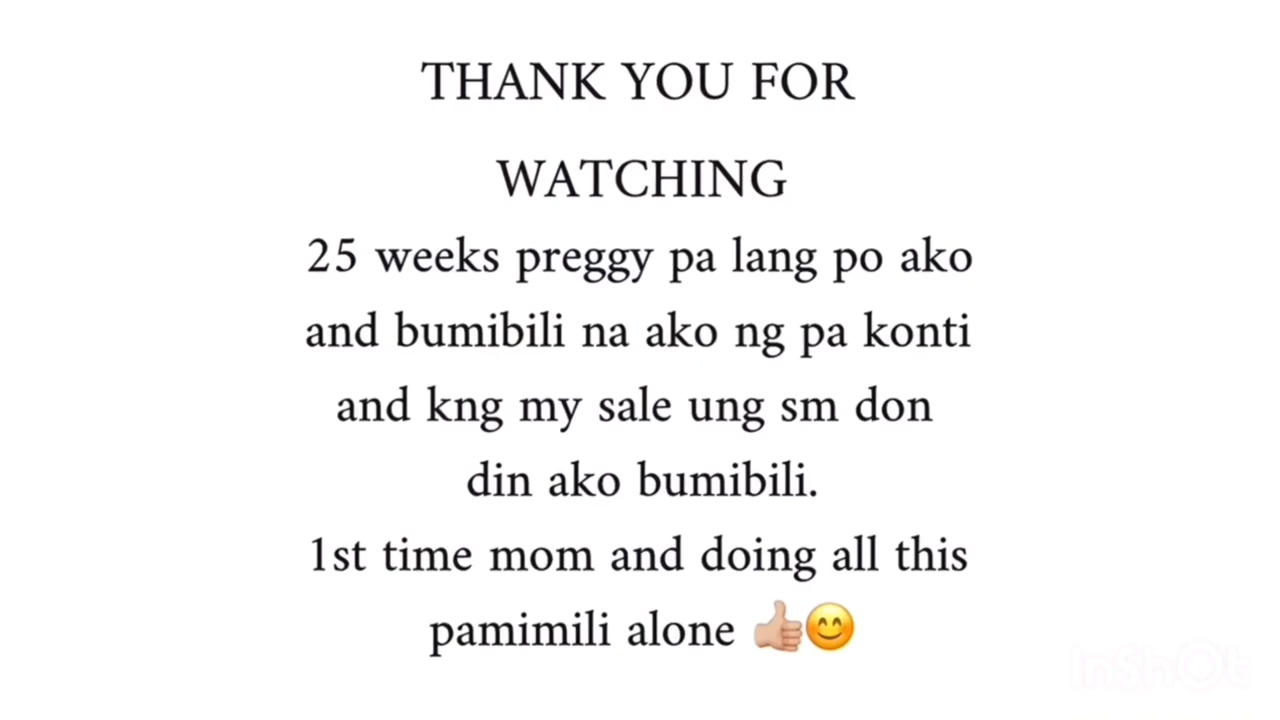 THANK YOU FOR
WATCHING
25 weeks preggy pa lang po ako
and bumibili na ako ng pa konti
and kng my sale ung sm don
din ako bumibili.
1st time mom and doing all this
pamimili alone 👍🏼😊
InShOt